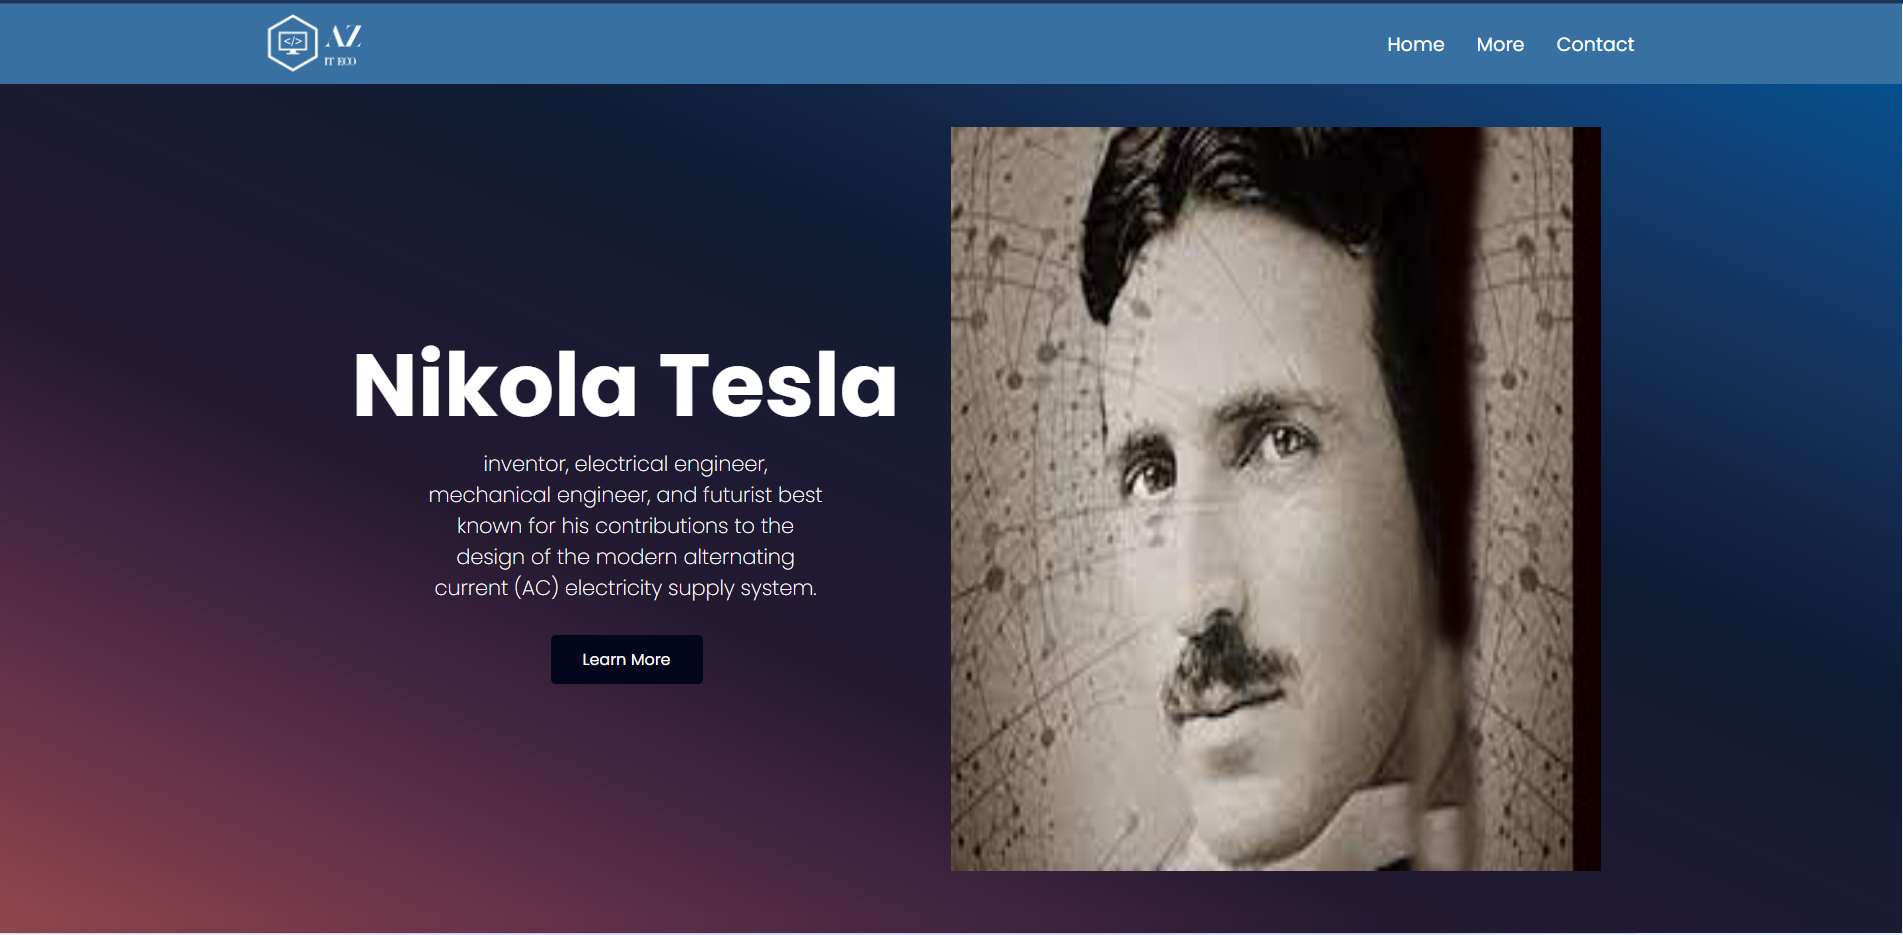 </>
AZ
IT ECO
Home More Contact
Nikola Tesla
inventor, electrical engineer,
mechanical engineer, and futurist best
known for his contributions to the
design of the modern alternating
current (AC) electricity supply system.
Learn More